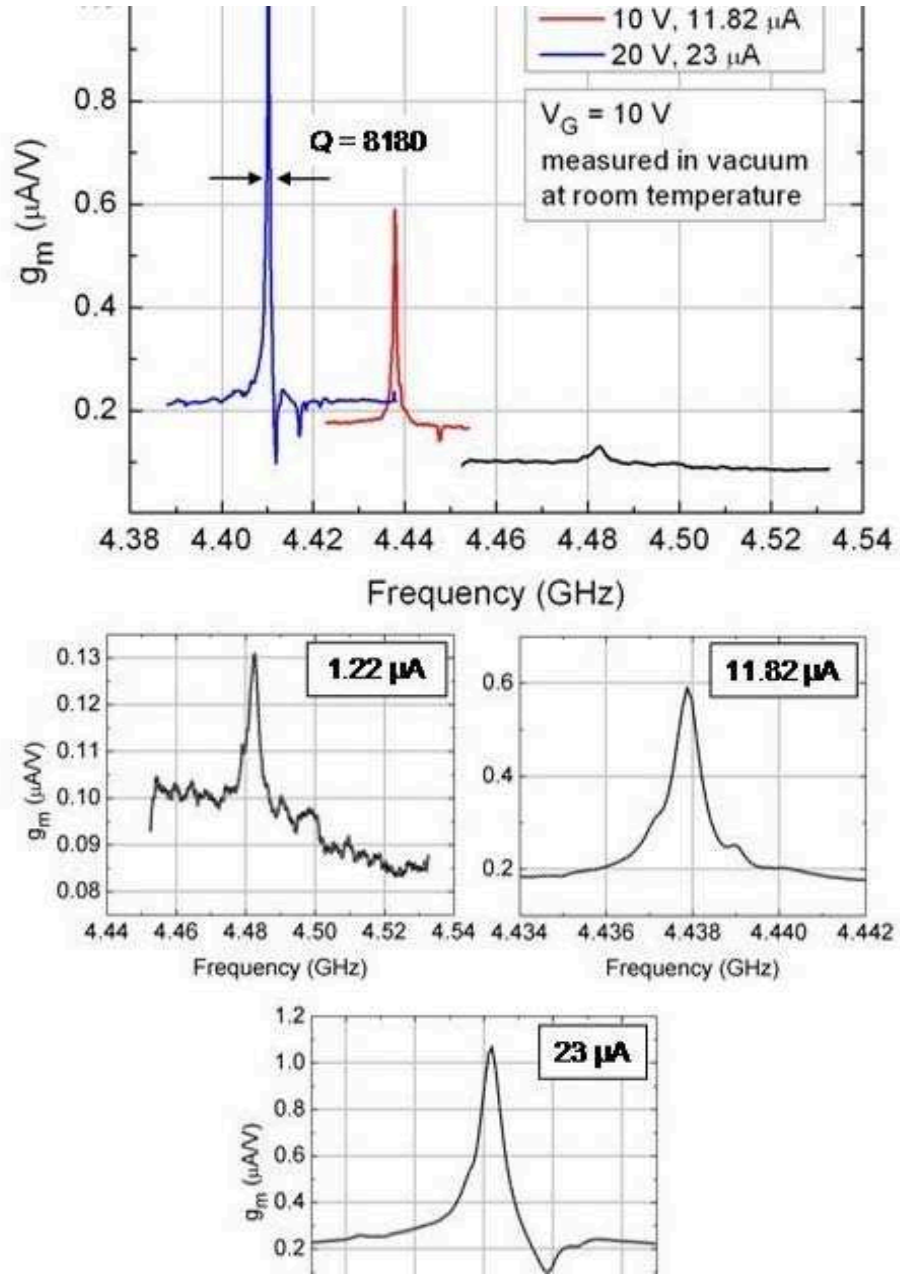 10 V, 11.82 μA
20 V, 23 μA
V_G = 10 V
measured in vacuum
at room temperature
Q = 8180
g_m (μA/V)
0.8
0.6
0.4
0.2
4.38 4.40 4.42 4.44 4.46 4.48 4.50 4.52 4.54
Frequency (GHz)
1.22 μA
g_m (μA/V)
0.13
0.12
0.11
0.10
0.09
0.08
4.44 4.46 4.48 4.50 4.52 4.54
Frequency (GHz)
11.82 μA
0.6
0.4
0.2
4.434 4.436 4.438 4.440 4.442
Frequency (GHz)
23 μA
g_m (μA/V)
1.2
1.0
0.8
0.6
0.4
0.2